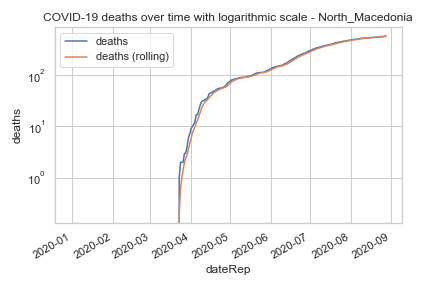 COVID-19 deaths over time with logarithmic scale - North_Macedonia
deaths
deaths (rolling)
deaths
10²
10¹
10⁰
2020-01
2020-02
2020-03
2020-04
2020-05
2020-06
2020-07
2020-08
2020-09
dateRep